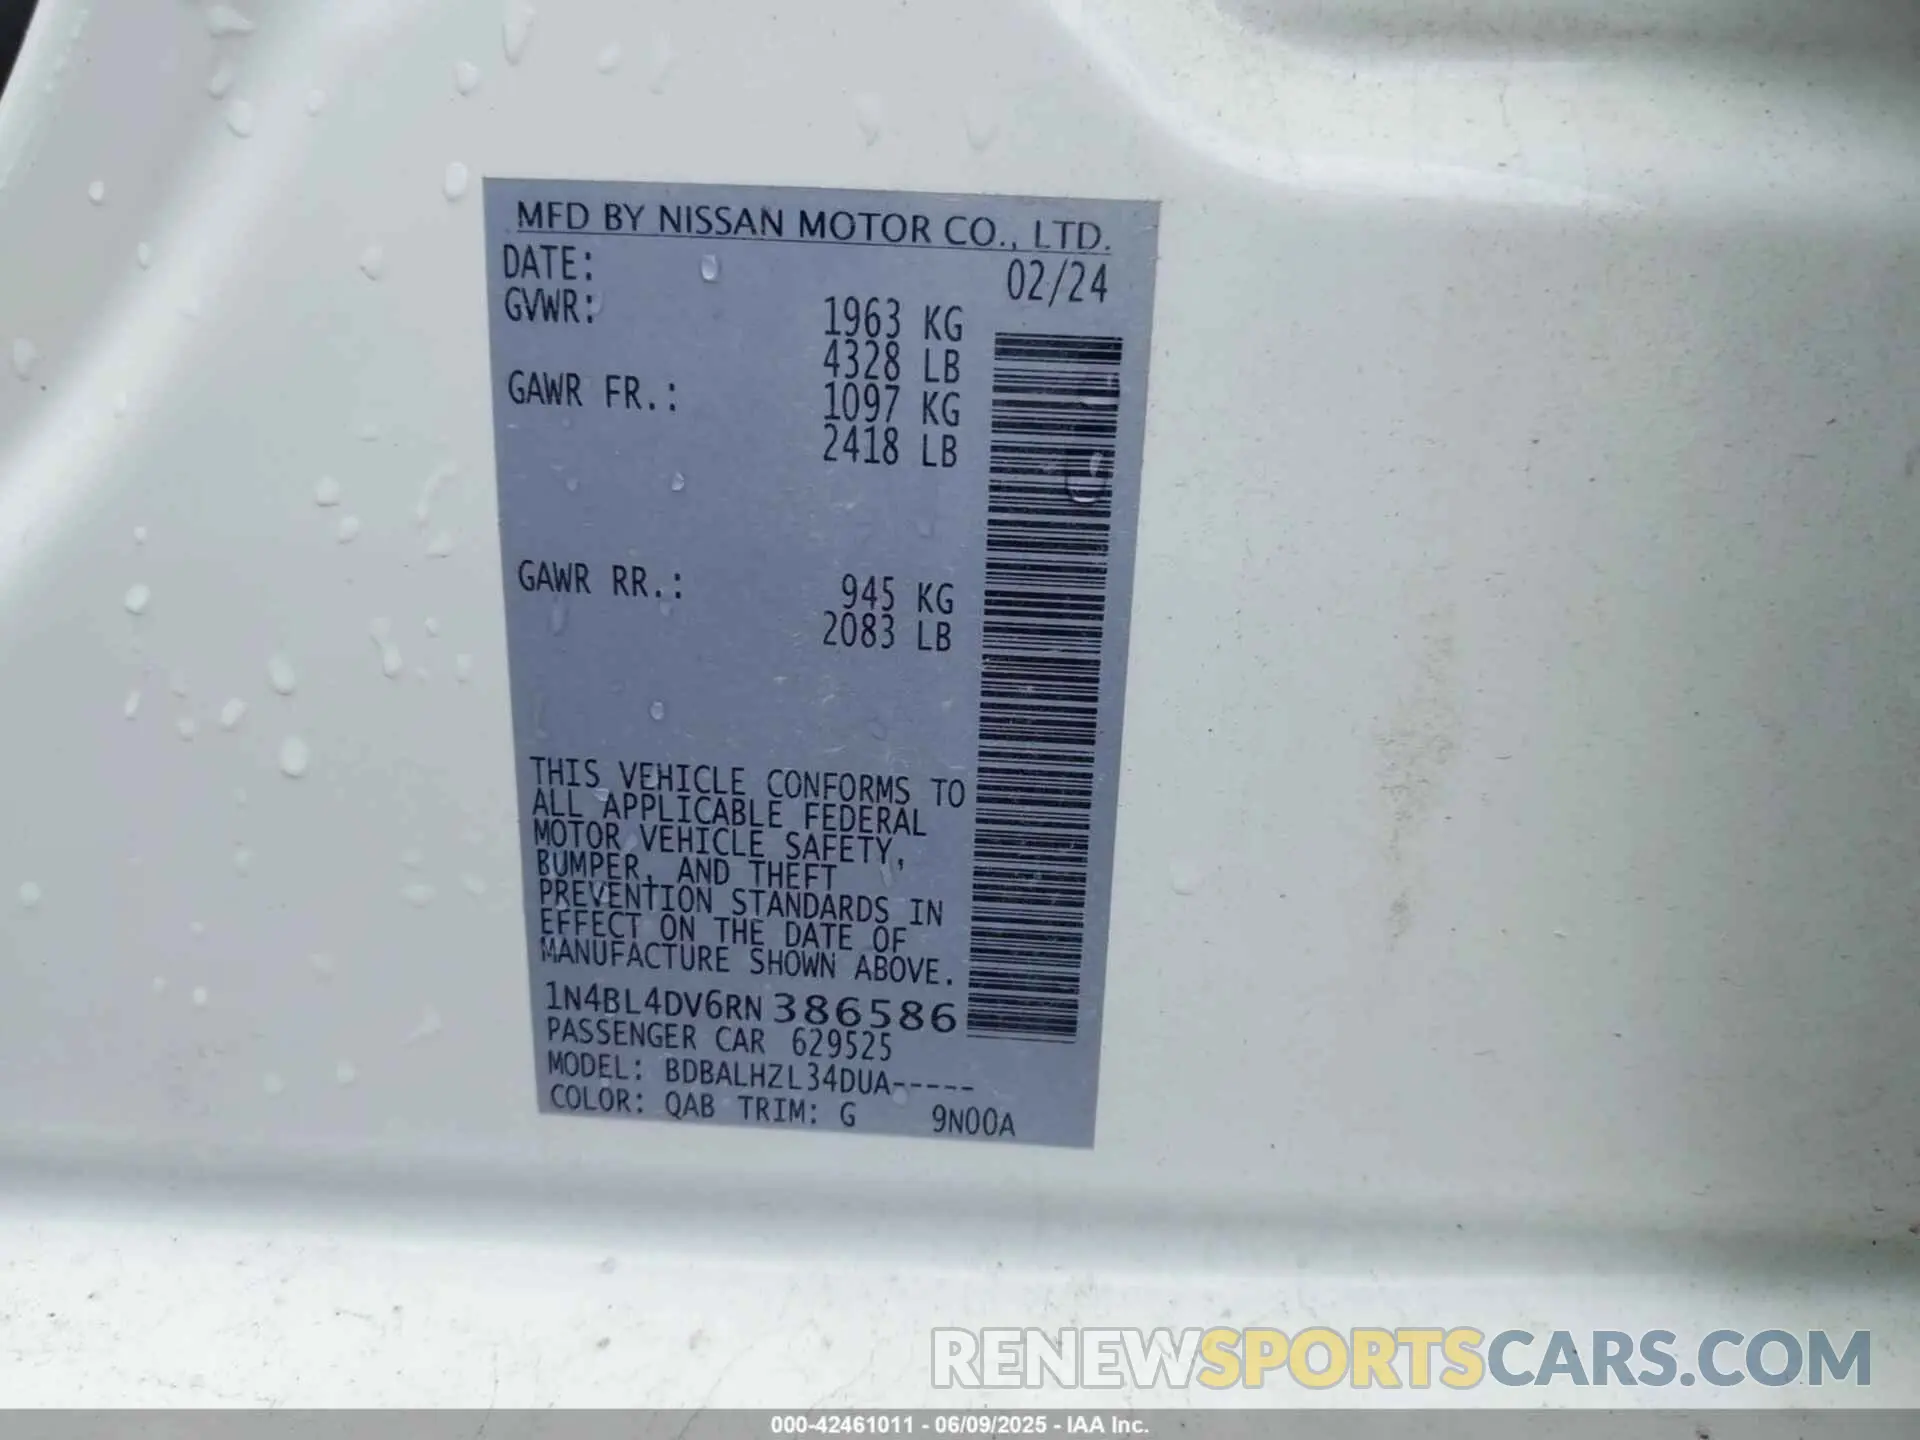 MFD BY NISSAN MOTOR CO., LTD.
DATE: 02/24
GVWR: 1963 KG
4328 LB
GAWR FR.: 1097 KG
2418 LB
GAWR RR.: 945 KG
2083 LB
THIS VEHICLE CONFORMS TO
ALL APPLICABLE FEDERAL
MOTOR VEHICLE SAFETY,
BUMPER, AND THEFT
PREVENTION STANDARDS IN
EFFECT ON THE DATE OF
MANUFACTURE SHOWN ABOVE.
1N4BL4DV6RN386586
PASSENGER CAR 629525
MODEL: BDBALHZL34DUA-----
COLOR: QAB TRIM: G 9N00A
RENEWSPORTSCARS.COM
000-42461011 - 06/09/2025 - IAA Inc.